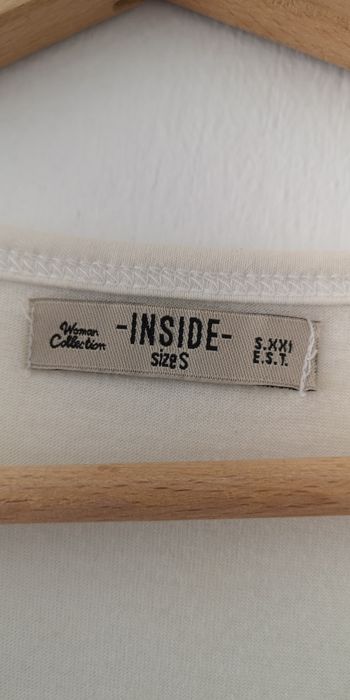 Woman
Collection
-INSIDE-
size S
S.XXI
E.S.T.